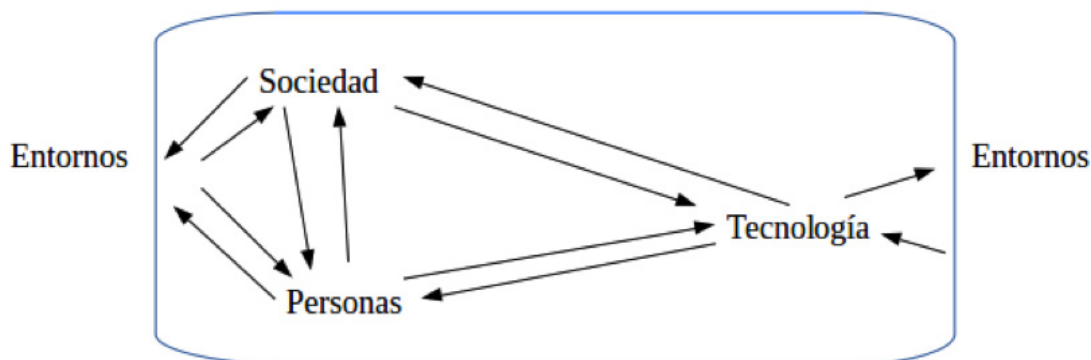 Sociedad
Entornos
Entornos
Tecnología
Personas